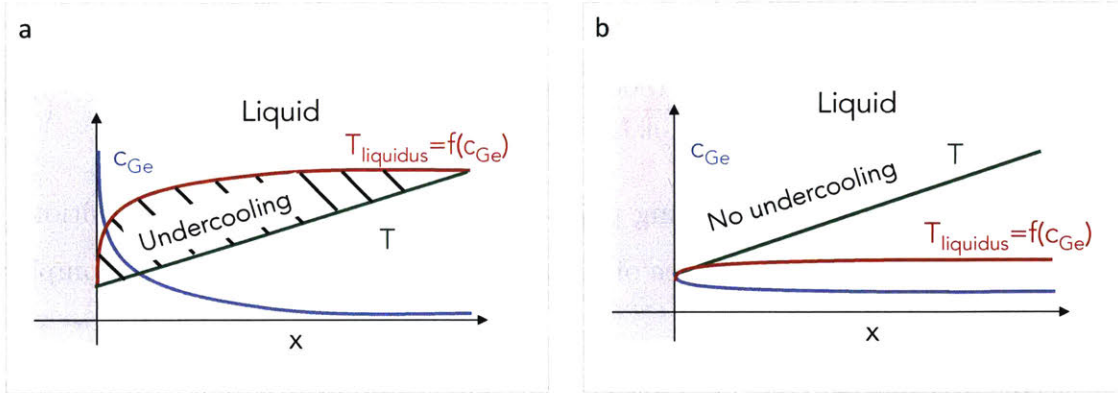 a
Liquid
c_Ge
T_liquidus=f(c_Ge)
Undercooling
T
x
b
Liquid
c_Ge
T
No undercooling
T_liquidus=f(c_Ge)
x